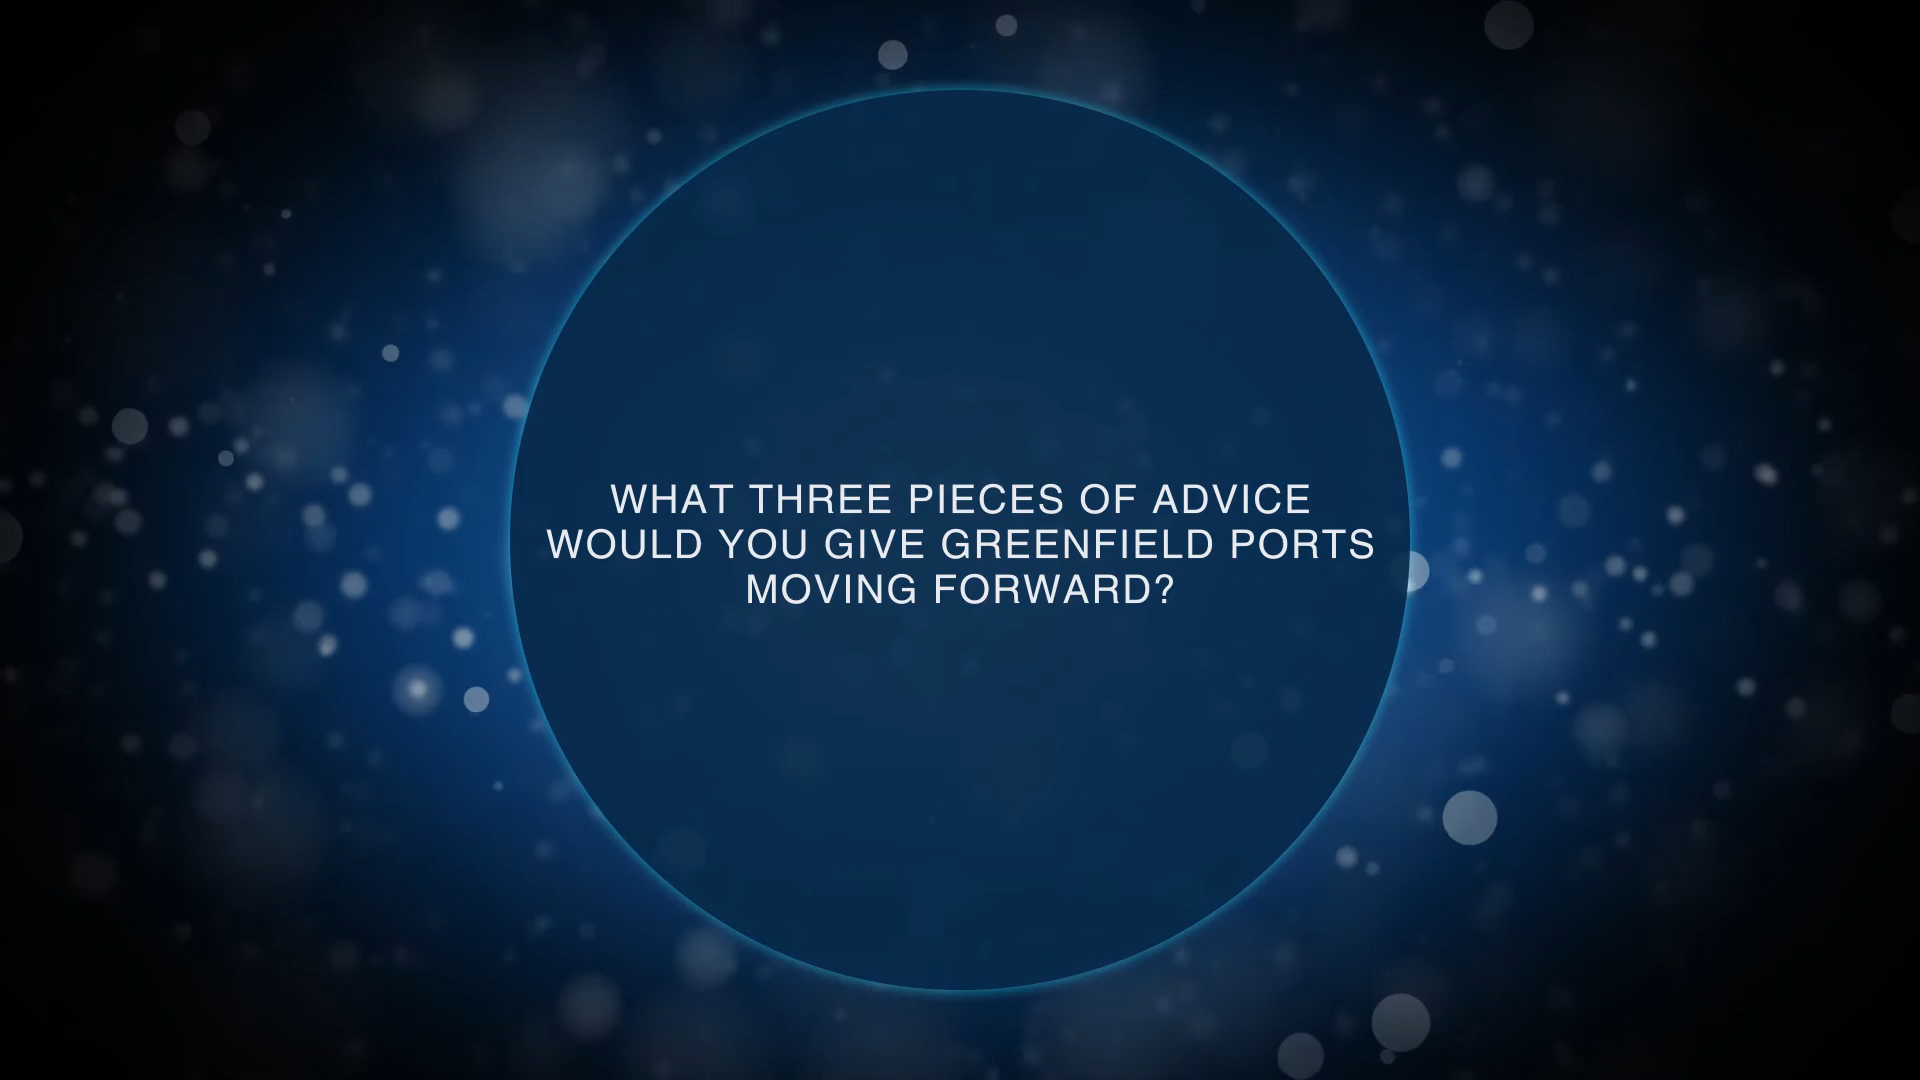 WHAT THREE PIECES OF ADVICE
WOULD YOU GIVE GREENFIELD PORTS
MOVING FORWARD?